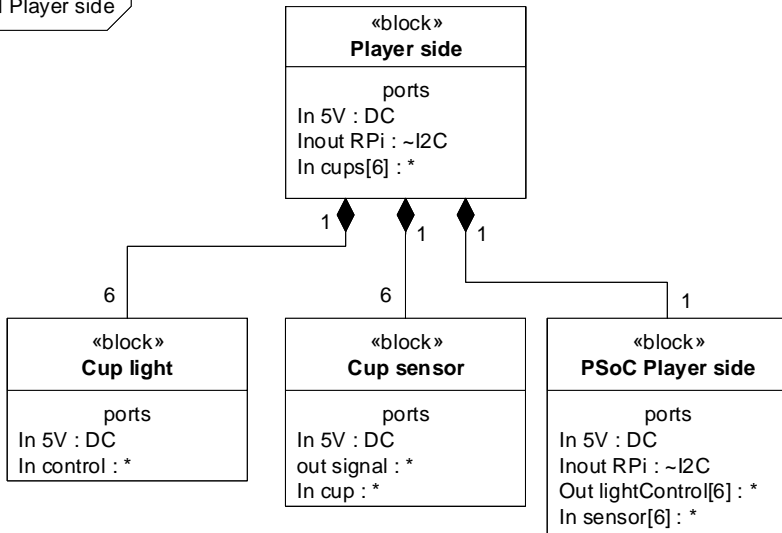 Player side
«block»
Player side
ports
In 5V : DC
Inout RPi : ~I2C
In cups[6] : *
1
1
1
6
6
1
«block»
Cup light
ports
In 5V : DC
In control : *
«block»
Cup sensor
ports
In 5V : DC
out signal : *
In cup : *
«block»
PSoC Player side
ports
In 5V : DC
Inout RPi : ~I2C
Out lightControl[6] : *
In sensor[6] : *